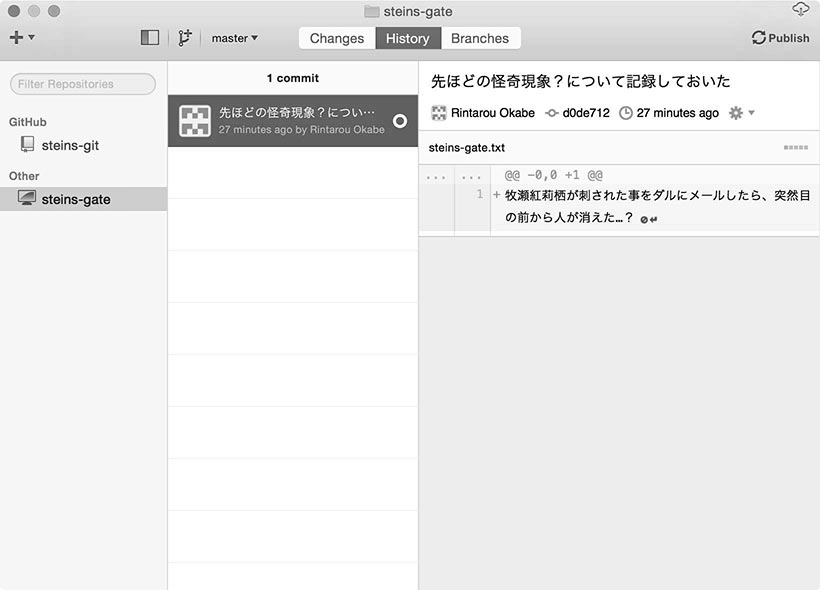 steins-gate
master
Changes
History
Branches
Publish
Filter Repositories
GitHub
steins-git
Other
steins-gate
1 commit
先ほどの怪奇現象？につい…
27 minutes ago by Rintarou Okabe
先ほどの怪奇現象？について記録しておいた
Rintarou Okabe d0de712 27 minutes ago
steins-gate.txt
... ... @@ -0,0 +1 @@
1 + 牧瀬紅莉栖が刺された事をダルにメールしたら、突然目
の前から人が消えた…？